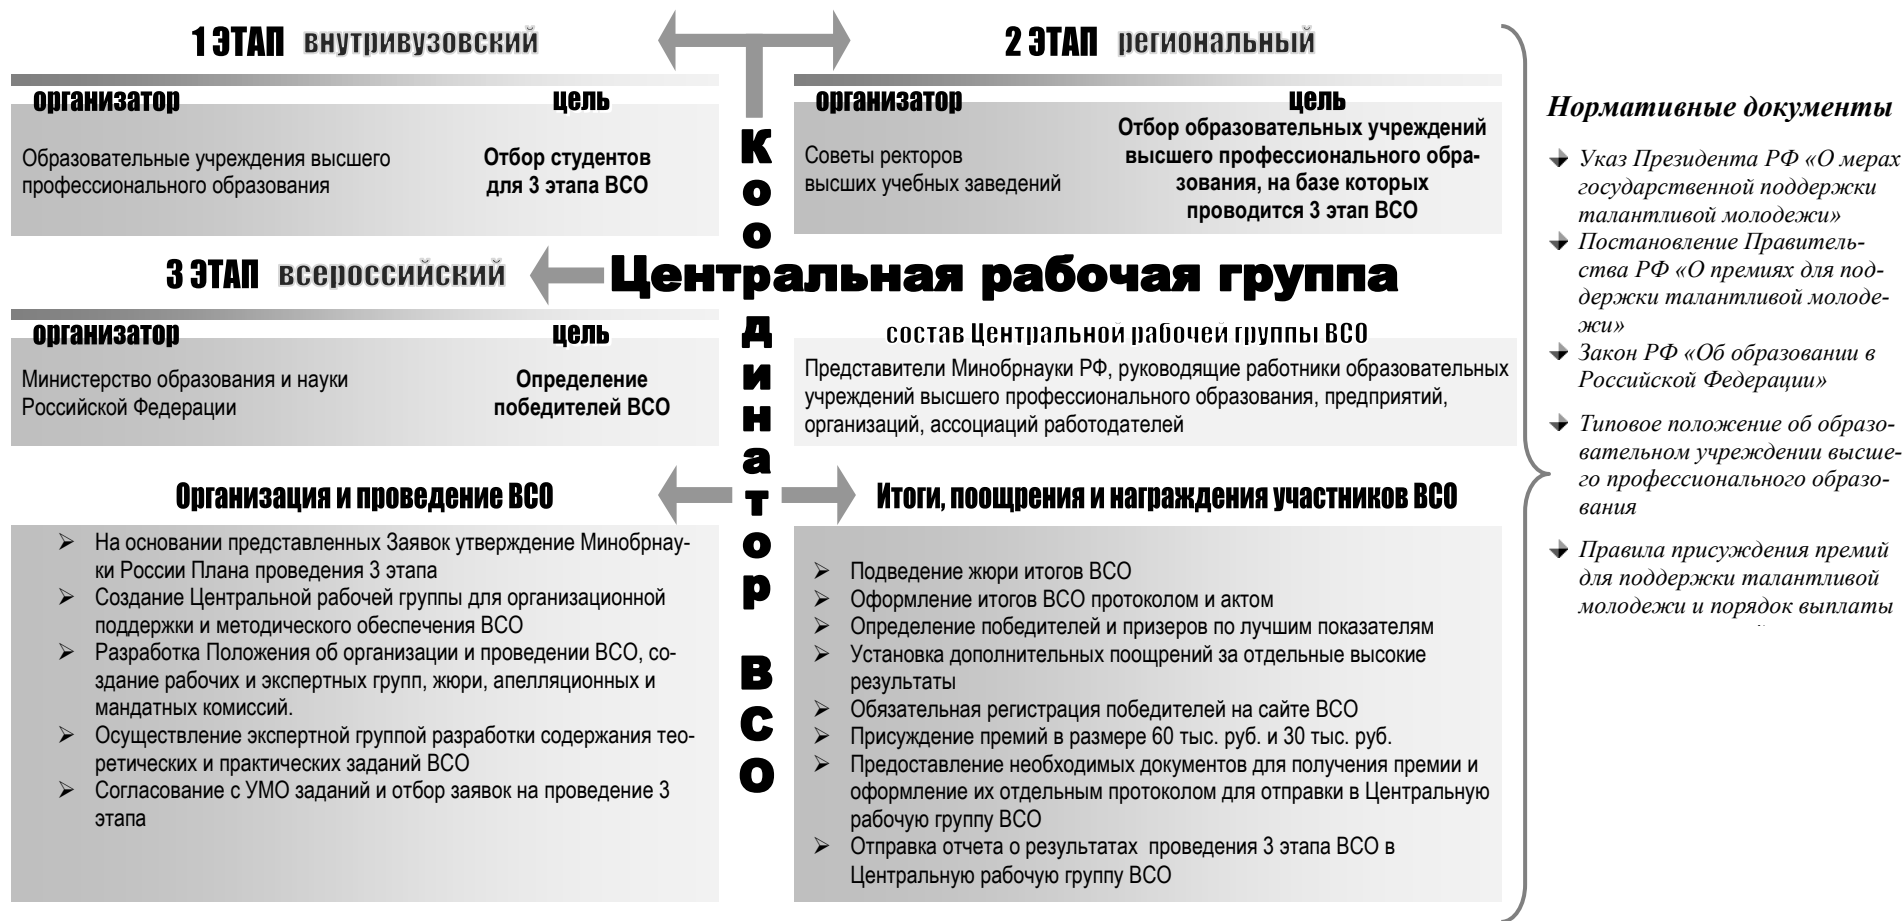 1 ЭТАП внутривузовский
организатор цель
Образовательные учреждения высшего
профессионального образования
Отбор студентов
для 3 этапа ВСО
2 ЭТАП региональный
организатор цель
Советы ректоров
высших учебных заведений
Отбор образовательных учреждений
высшего профессионального обра-
зования, на базе которых
проводится 3 этап ВСО
Координатор ВСО
3 ЭТАП всероссийский
Центральная рабочая группа
организатор цель
Министерство образования и науки
Российской Федерации
Определение
победителей ВСО
состав Центральной рабочей группы ВСО
Представители Минобрнауки РФ, руководящие работники образовательных
учреждений высшего профессионального образования, предприятий,
организаций, ассоциаций работодателей
Организация и проведение ВСО
На основании представленных Заявок утверждение Минобрнау-
ки России Плана проведения 3 этапа
Создание Центральной рабочей группы для организационной
поддержки и методического обеспечения ВСО
Разработка Положения об организации и проведении ВСО, со-
здание рабочих и экспертных групп, жюри, апелляционных и
мандатных комиссий.
Осуществление экспертной группой разработки содержания тео-
ретических и практических заданий ВСО
Согласование с УМО заданий и отбор заявок на проведение 3
этапа
Итоги, поощрения и награждения участников ВСО
Подведение жюри итогов ВСО
Оформление итогов ВСО протоколом и актом
Определение победителей и призеров по лучшим показателям
Установка дополнительных поощрений за отдельные высокие
результаты
Обязательная регистрация победителей на сайте ВСО
Присуждение премий в размере 60 тыс. руб. и 30 тыс. руб.
Предоставление необходимых документов для получения премии и
оформление их отдельным протоколом для отправки в Центральную
рабочую группу ВСО
Отправка отчета о результатах проведения 3 этапа ВСО в
Центральную рабочую группу ВСО
Нормативные документы
Указ Президента РФ «О мерах
государственной поддержки
талантливой молодежи»
Постановление Правитель-
ства РФ «О премиях для под-
держки талантливой молоде-
жи»
Закон РФ «Об образовании в
Российской Федерации»
Типовое положение об образо-
вательном учреждении высше-
го профессионального образо-
вания
Правила присуждения премий
для поддержки талантливой
молодежи и порядок выплаты